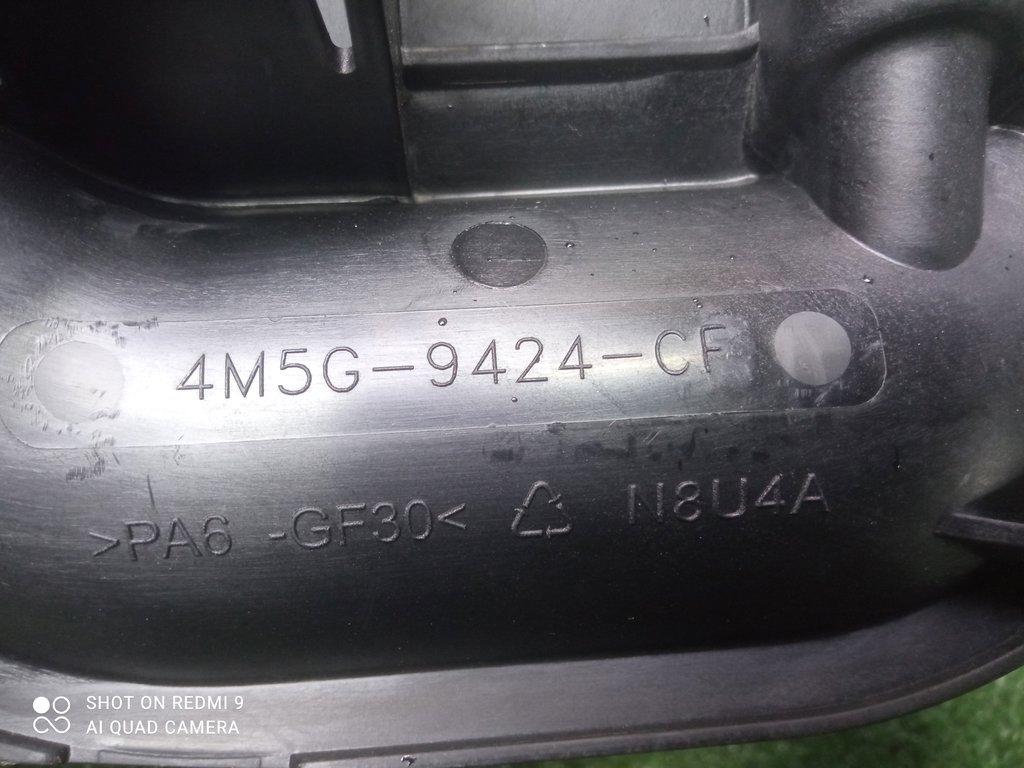 4M5G-9424-CF
>PA6 -GF30< N8U4A
SHOT ON REDMI 9
AI QUAD CAMERA